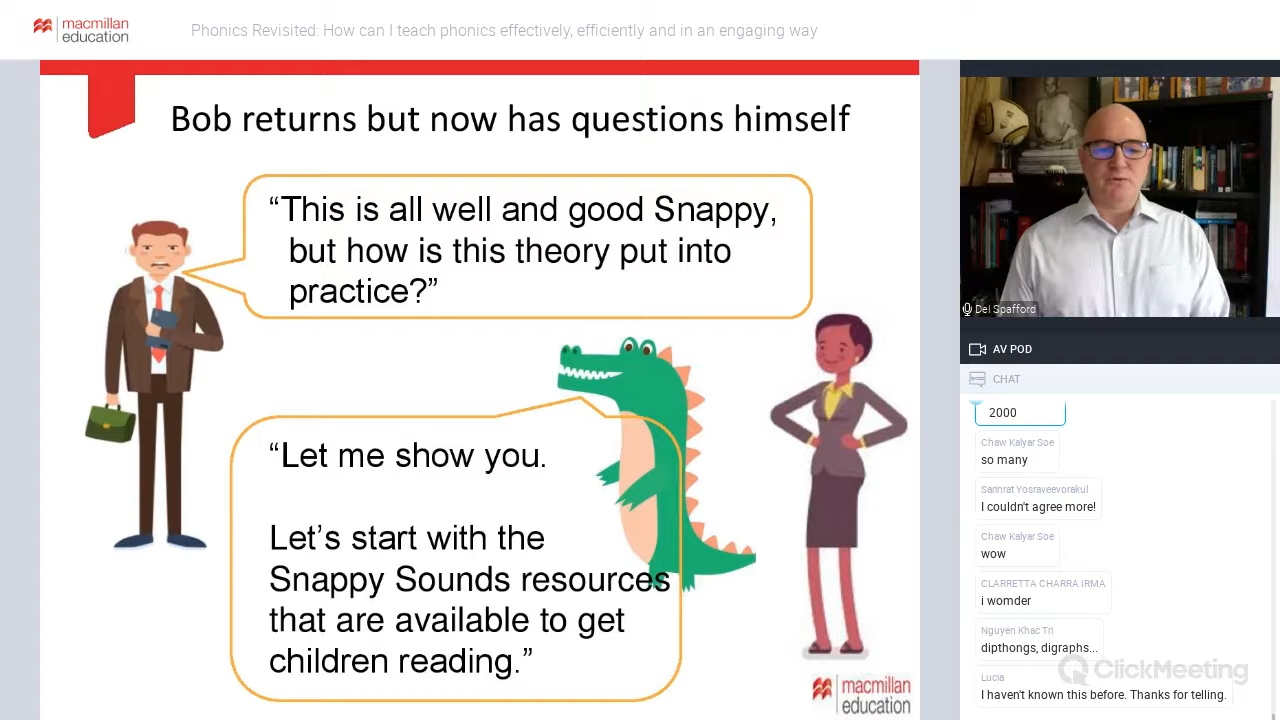 macmillan
education
Phonics Revisited: How can I teach phonics effectively, efficiently and in an engaging way
Bob returns but now has questions himself
“This is all well and good Snappy,
but how is this theory put into
practice?”
“Let me show you.
Let’s start with the
Snappy Sounds resources
that are available to get
children reading.”
macmillan
education
Del Spafford
AV POD
CHAT
2000
Chaw Kalyar Soe
so many
Sarinrat Yosraveevorakul
I couldn't agree more!
Chaw Kalyar Soe
wow
CLARRETTA CHARRA IRMA
i womder
Nguyen Khac Tri
dipthongs, digraphs...
Lucia
I haven't known this before. Thanks for telling.
ClickMeeting